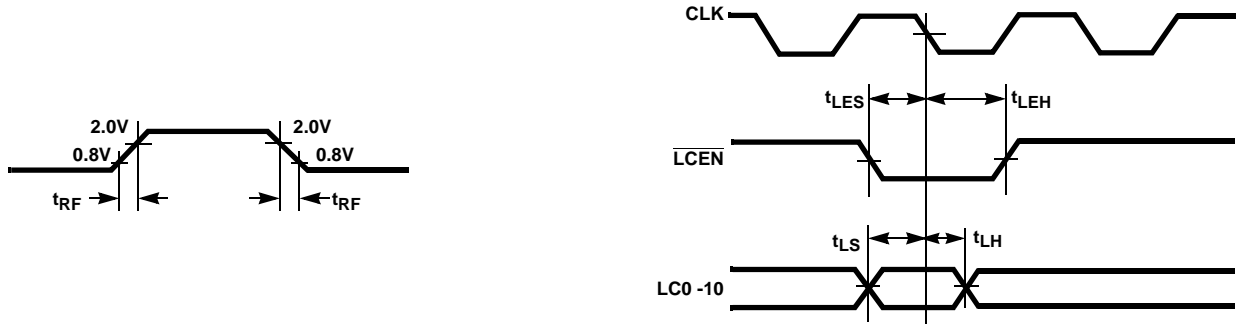 2.0V 2.0V
0.8V 0.8V
tRF tRF
CLK
tLES tLEH
LCEN
tLS tLH
LC0 -10